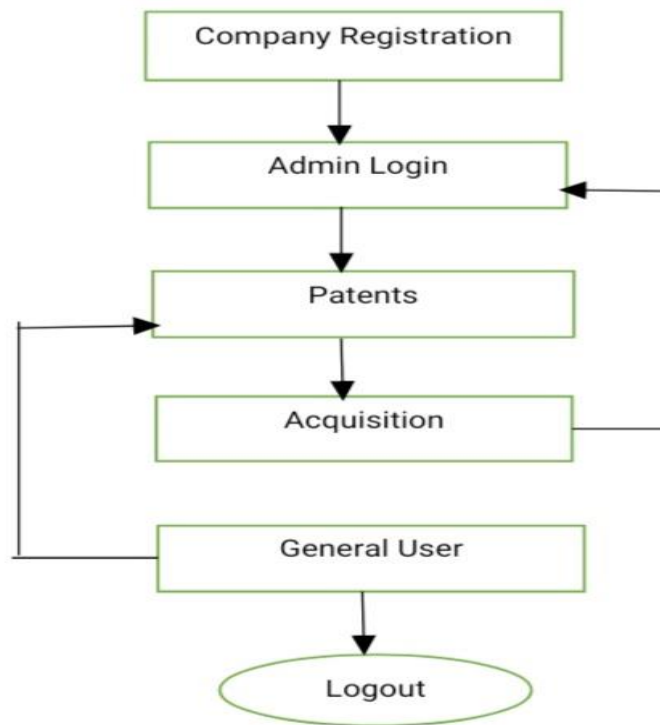 Company Registration
Admin Login
Patents
Acquisition
General User
Logout